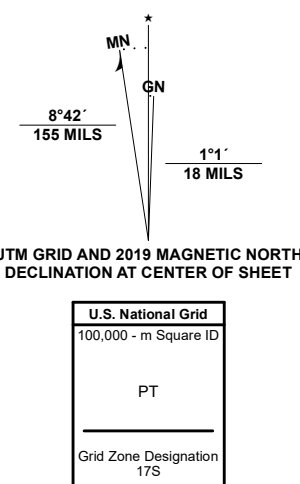 ★
MN
GN
8°42´
155 MILS
1°1´
18 MILS
UTM GRID AND 2019 MAGNETIC NORTH
DECLINATION AT CENTER OF SHEET
U.S. National Grid
100,000 - m Square ID
PT
Grid Zone Designation
17S